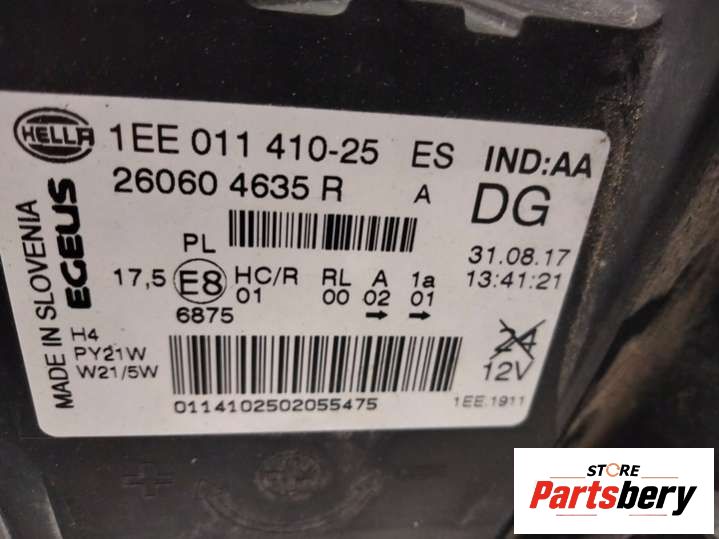 HELLA
1EE 011 410-25 ES IND:AA
26060 4635 R A DG
PL
31.08.17
13:41:21
17,5 E8 HC/R RL A 1a
01 00 02 01
6875 → →
MADE IN SLOVENIA
EGEUS
H4
PY21W
W21/5W
24
12V
0114102502055475
1EE.1911
STORE
Partsbery